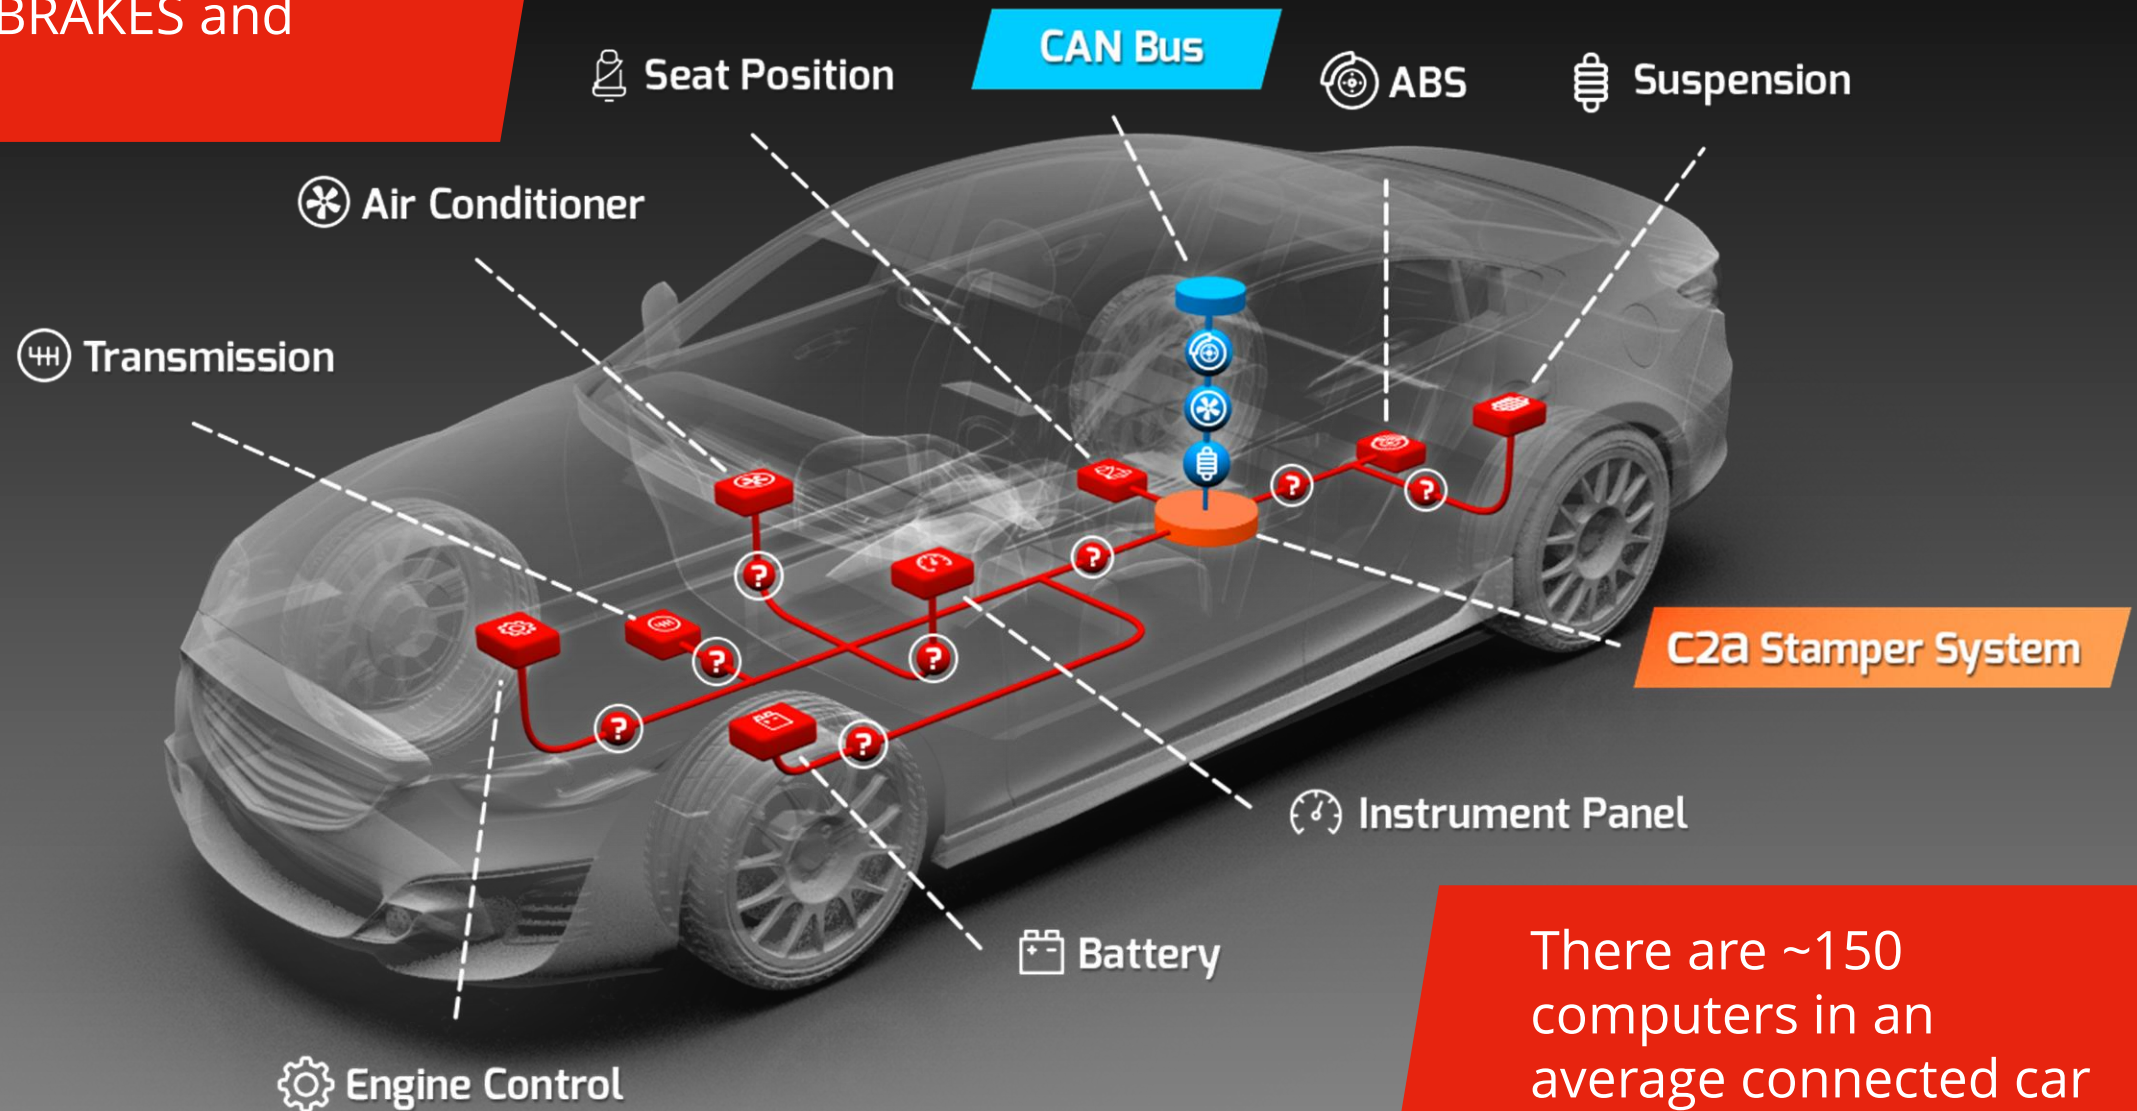 BRAKES and
CAN Bus
Seat Position
ABS
Suspension
Air Conditioner
Transmission
?
?
?
?
?
?
?
?
C2a Stamper System
Instrument Panel
Battery
Engine Control
There are ~150
computers in an
average connected car